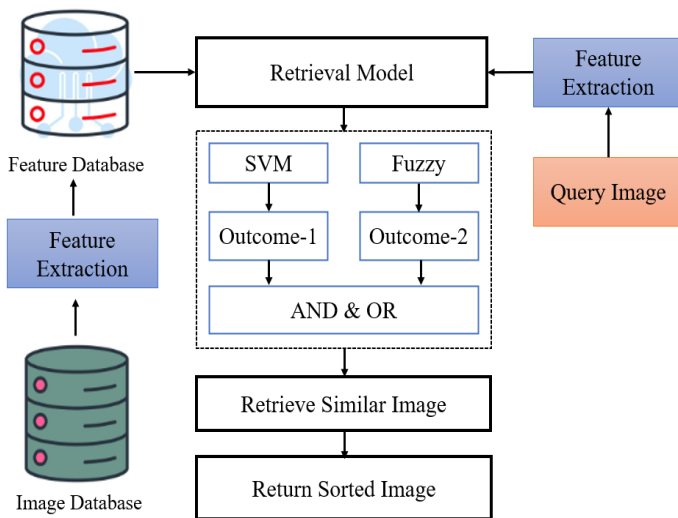 Retrieval Model
Feature
Extraction
Feature Database
SVM
Fuzzy
Query Image
Feature
Extraction
Outcome-1
Outcome-2
AND & OR
Retrieve Similar Image
Image Database
Return Sorted Image